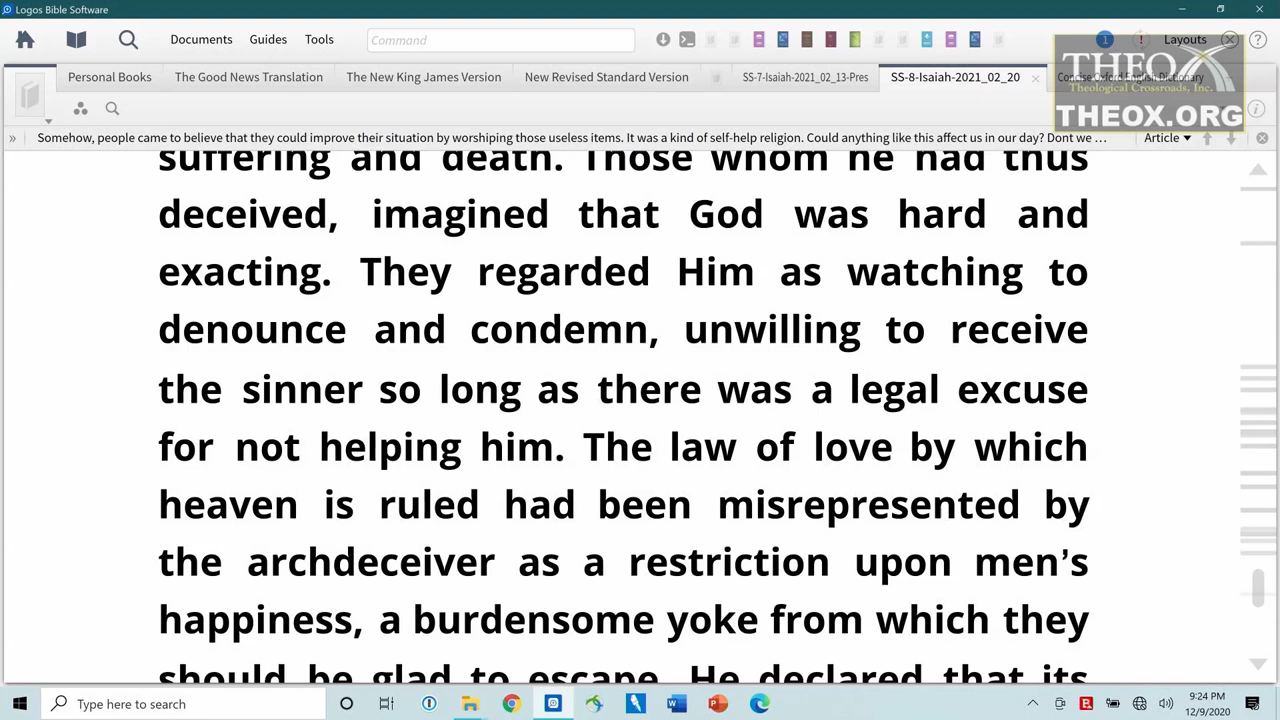 Logos Bible Software
Documents Guides Tools Command Layouts
Personal Books The Good News Translation The New King James Version New Revised Standard Version SS-7-Isaiah-2021_02_13-Pres SS-8-Isaiah-2021_02_20 Concise Oxford English Dictionary
THEOX
Theological Crossroads, Inc.
THEOX.ORG
» Somehow, people came to believe that they could improve their situation by worshiping those useless items. It was a kind of self-help religion. Could anything like this affect us in our day? Dont we … Article
suffering and death. Those whom he had thus
deceived, imagined that God was hard and
exacting. They regarded Him as watching to
denounce and condemn, unwilling to receive
the sinner so long as there was a legal excuse
for not helping him. The law of love by which
heaven is ruled had been misrepresented by
the archdeceiver as a restriction upon men’s
happiness, a burdensome yoke from which they
should be glad to escape. He declared that its
Type here to search
9:24 PM
12/9/2020